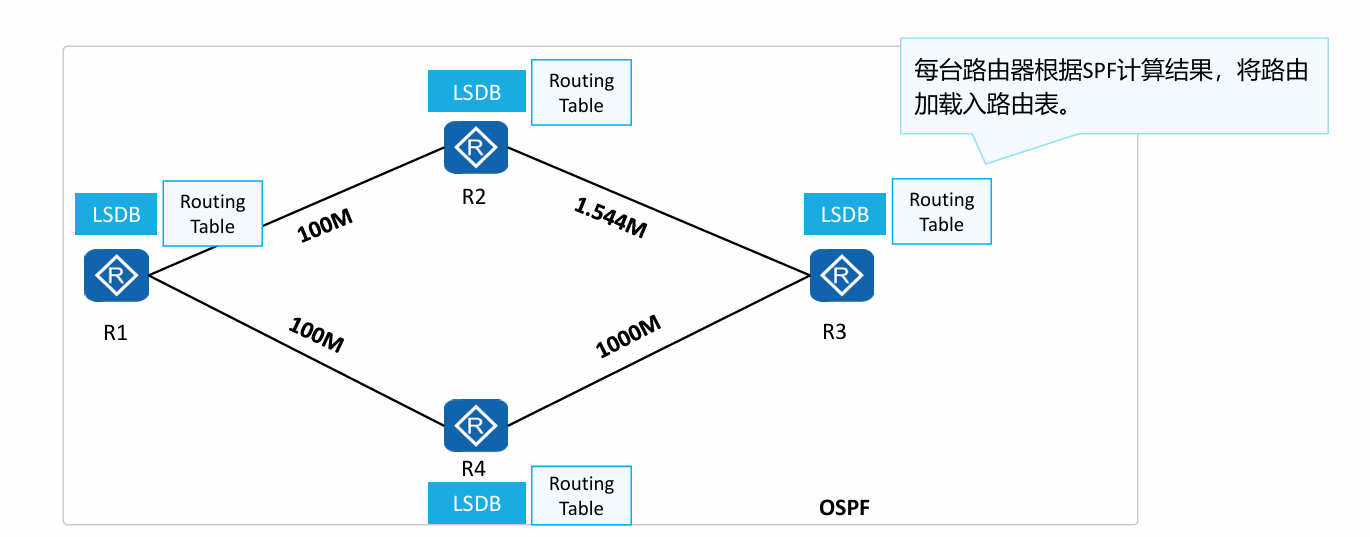 每台路由器根据SPF计算结果，将路由
加载入路由表。
LSDB
Routing
Table
R
R2
LSDB
Routing
Table
R
R1
100M
1.544M
LSDB
Routing
Table
R
R3
100M
1000M
R
R4
LSDB
Routing
Table
OSPF